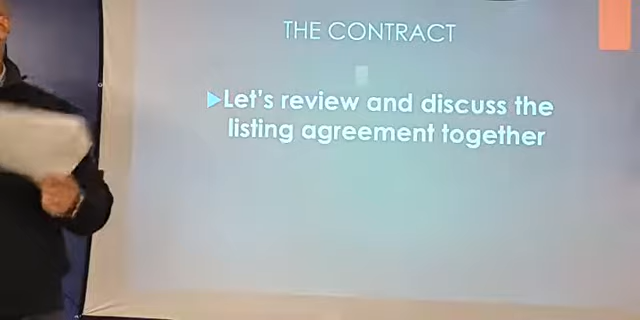 THE CONTRACT
Let's review and discuss the
listing agreement together